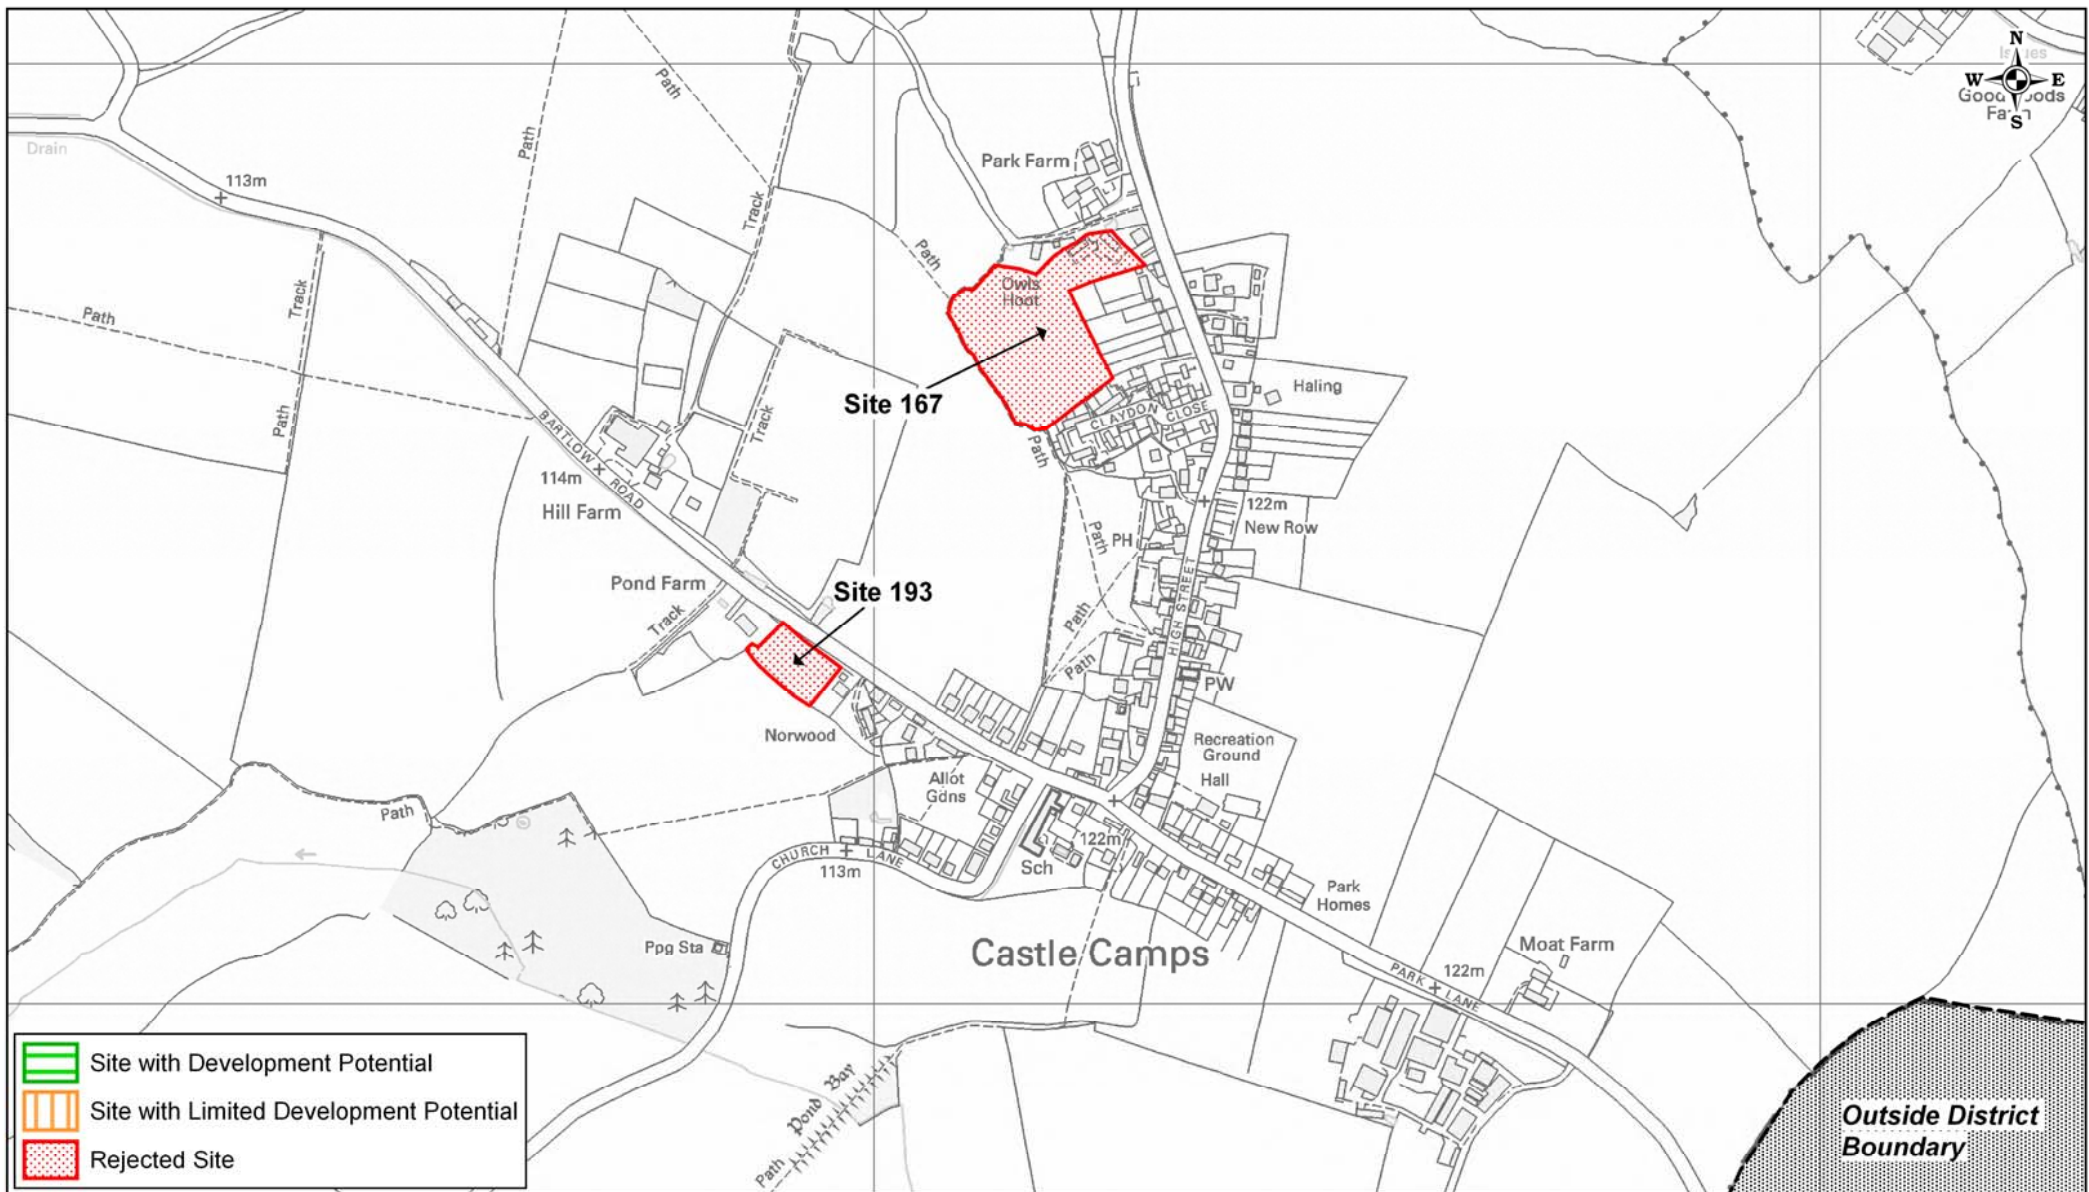 N
Issues
W E
S
Drain
Path
Path
113m
Park Farm
Track
Path
Track
Owls
Hoot
Path
Haling
Site 167
CLAYDON CLOSE
Path
Track
Path
BARTLOW ROAD
114m
Hill Farm
122m
New Row
PH
Path
HIGH STREET
Pond Farm
Site 193
Track
Path
Path
PW
Norwood
Recreation
Ground
Hall
Allot
Gdns
Path
122m
CHURCH LANE
113m
Sch
Park
Homes
Castle Camps
Ppg Sta
Moat Farm
PARK LANE
122m
Pond Bay
Path
Site with Development Potential
Site with Limited Development Potential
Rejected Site
Outside District
Boundary